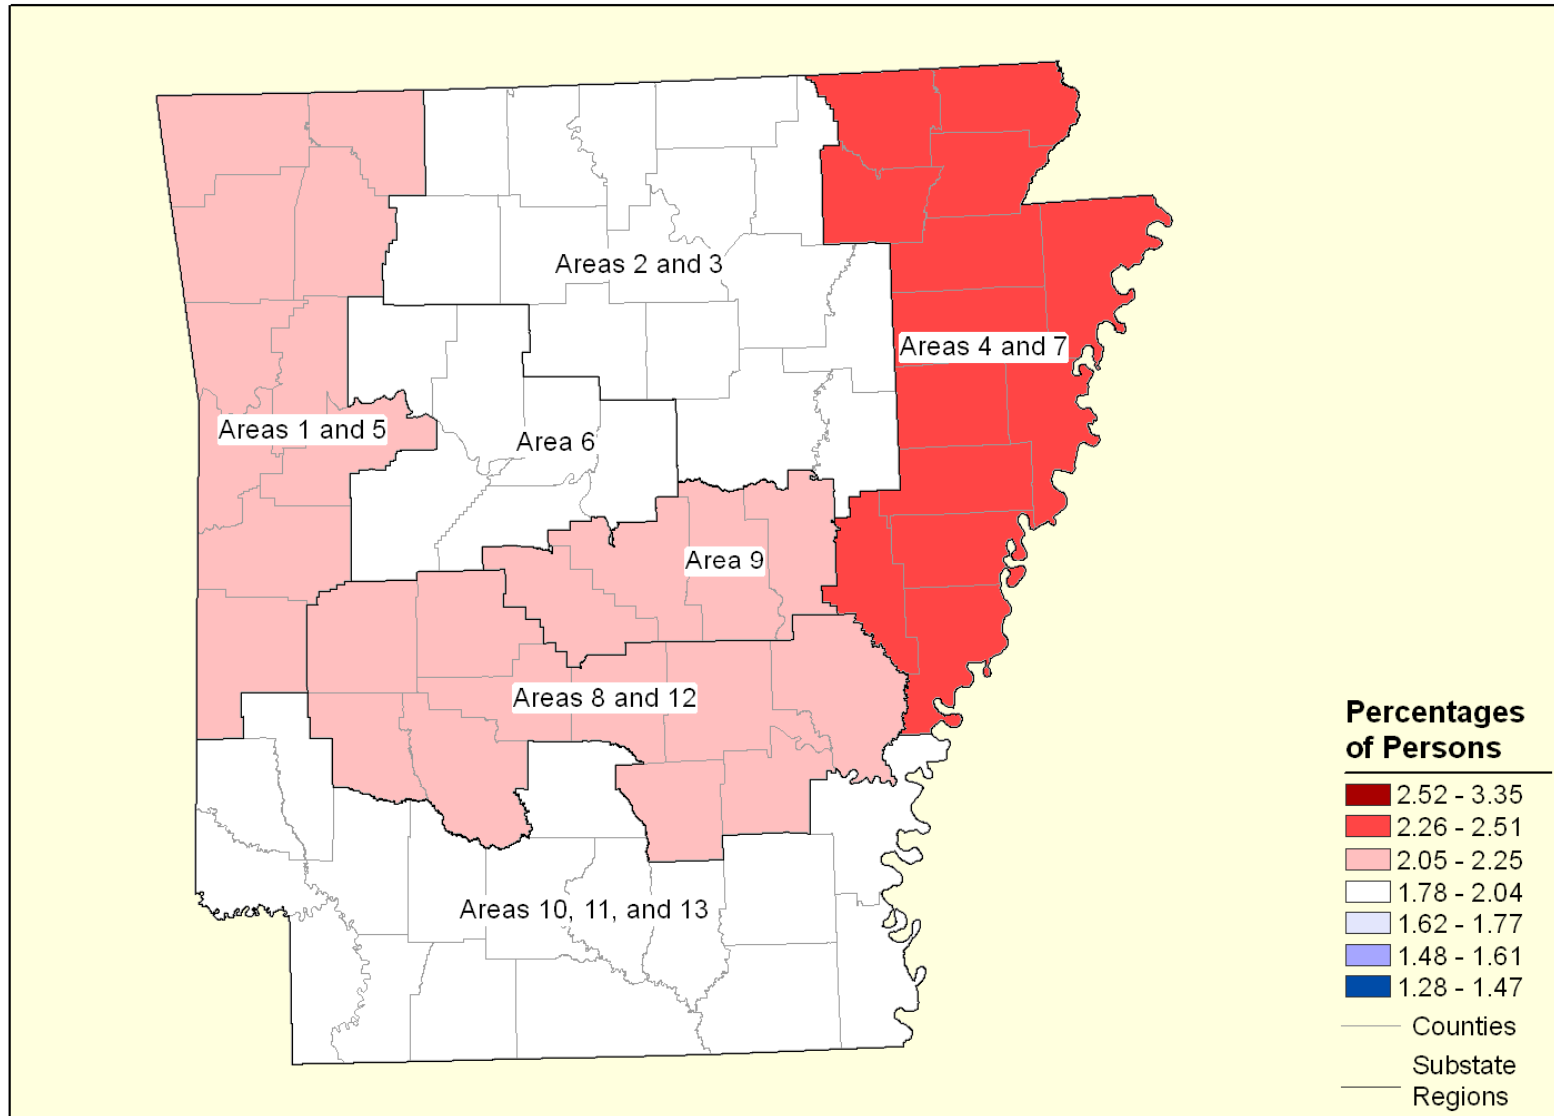 Areas 2 and 3
Areas 4 and 7
Areas 1 and 5
Area 6
Area 9
Areas 8 and 12
Areas 10, 11, and 13
Percentages
of Persons
2.52 - 3.35
2.26 - 2.51
2.05 - 2.25
1.78 - 2.04
1.62 - 1.77
1.48 - 1.61
1.28 - 1.47
Counties
Substate
Regions